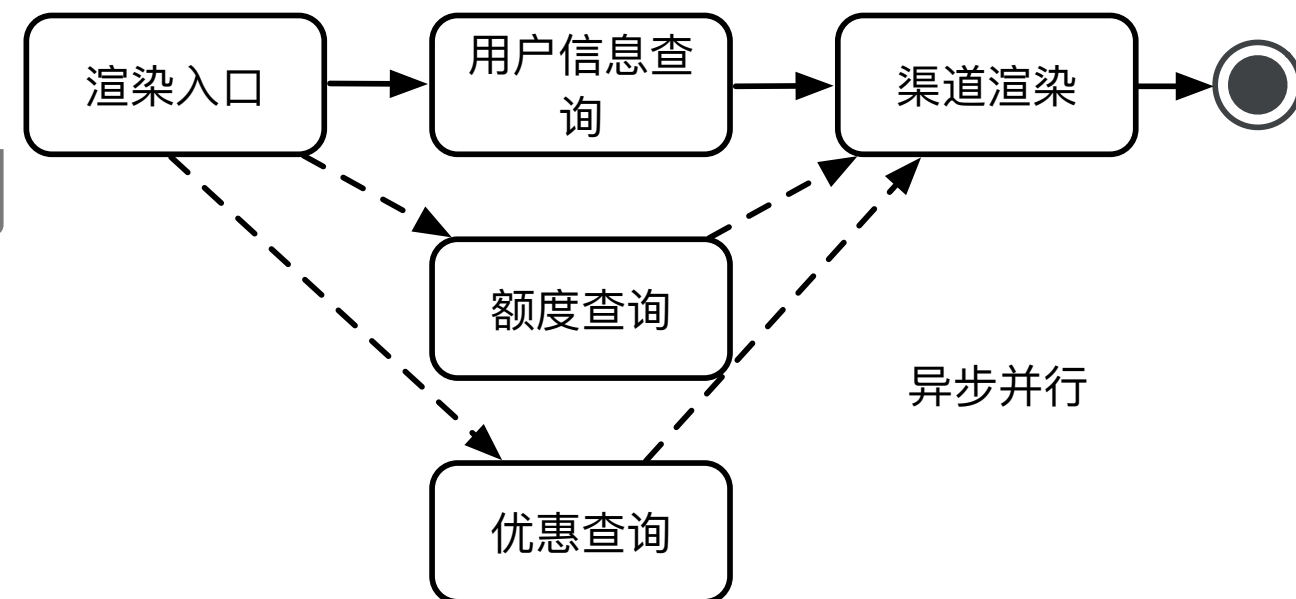 渲染入口
用户信息查
询
渠道渲染
额度查询
异步并行
优惠查询